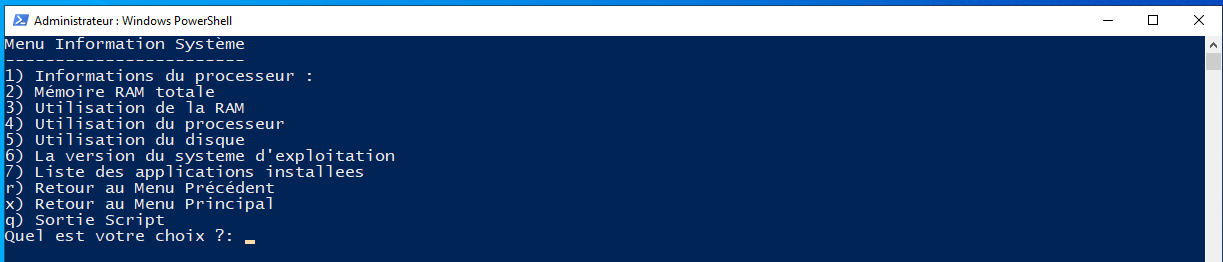 Administrateur : Windows PowerShell
Menu Information Système
------------------------
1) Informations du processeur :
2) Mémoire RAM totale
3) Utilisation de la RAM
4) Utilisation du processeur
5) Utilisation du disque
6) La version du systeme d'exploitation
7) Liste des applications installees
r) Retour au Menu Précédent
x) Retour au Menu Principal
q) Sortie Script
Quel est votre choix ?: